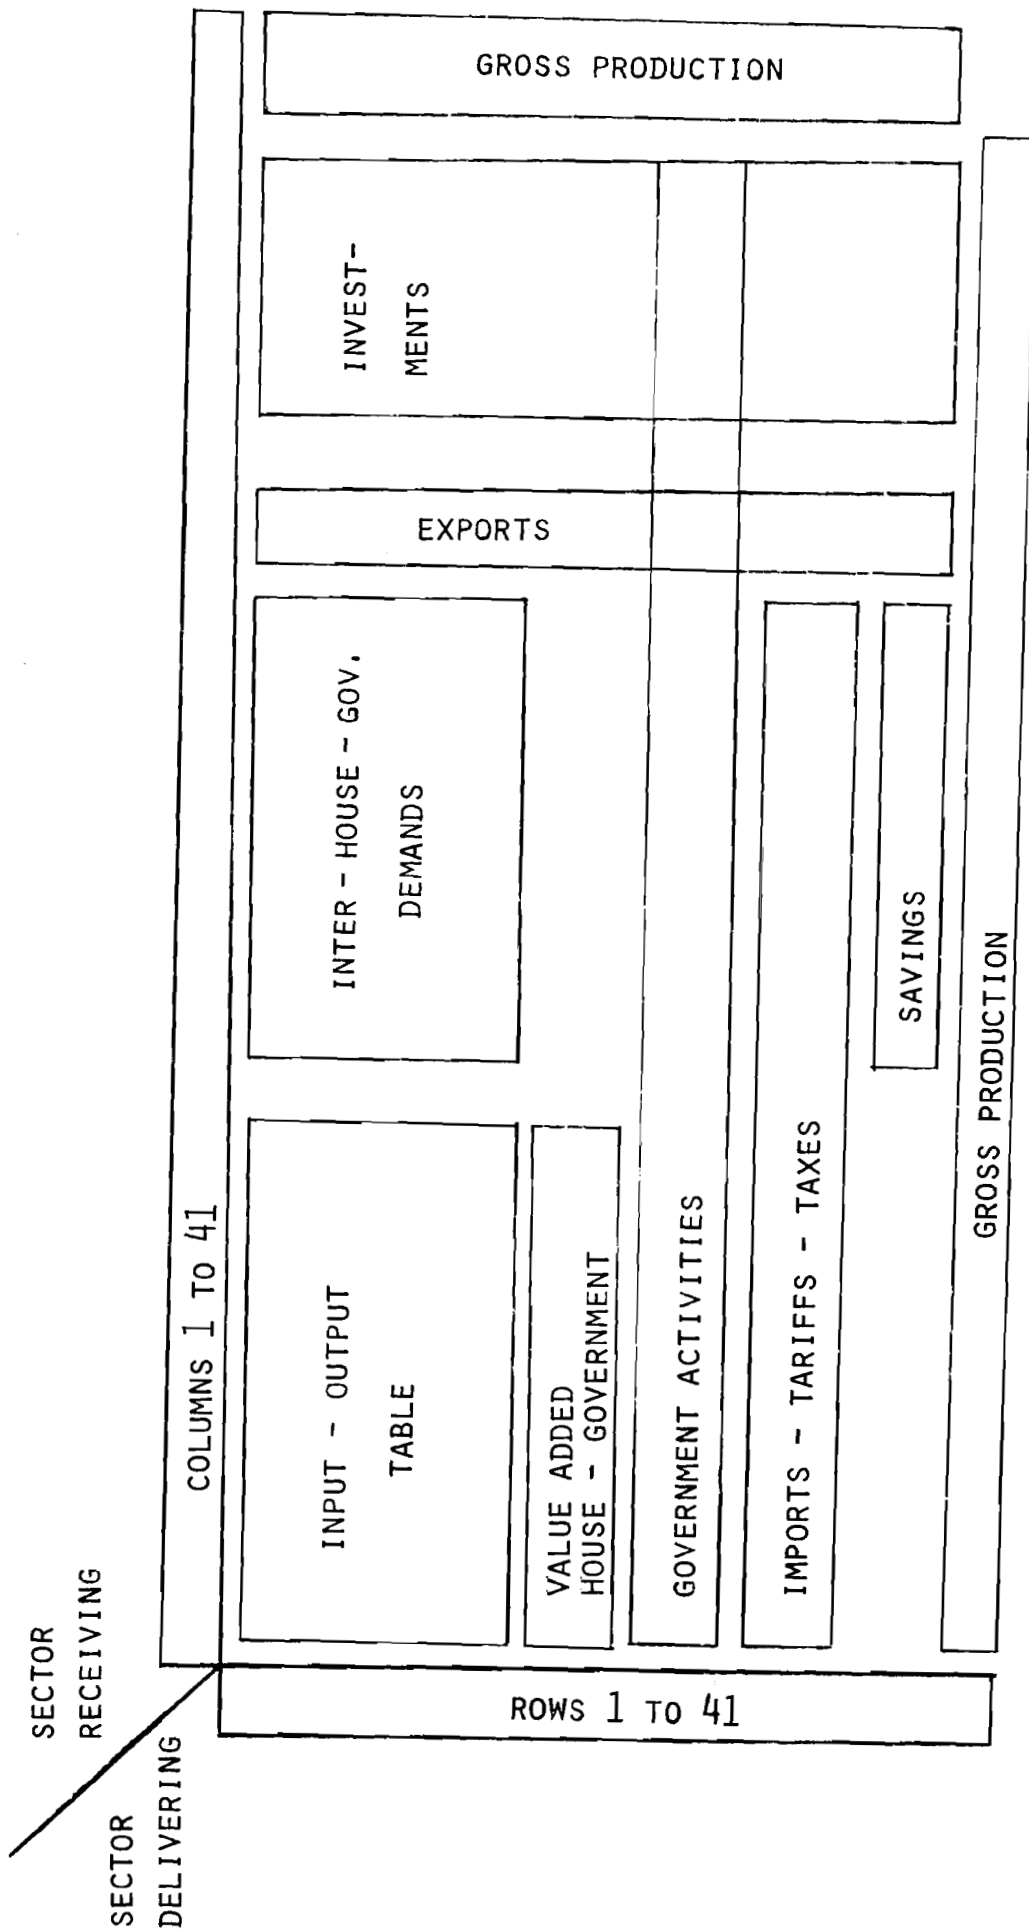 SECTOR
RECEIVING
SECTOR
DELIVERING
COLUMNS 1 TO 41
ROWS 1 TO 41
INPUT - OUTPUT
TABLE
INTER - HOUSE - GOV.
DEMANDS
EXPORTS
INVEST-
MENTS
GROSS PRODUCTION
VALUE ADDED
HOUSE - GOVERNMENT
GOVERNMENT ACTIVITIES
IMPORTS - TARIFFS - TAXES
SAVINGS
GROSS PRODUCTION